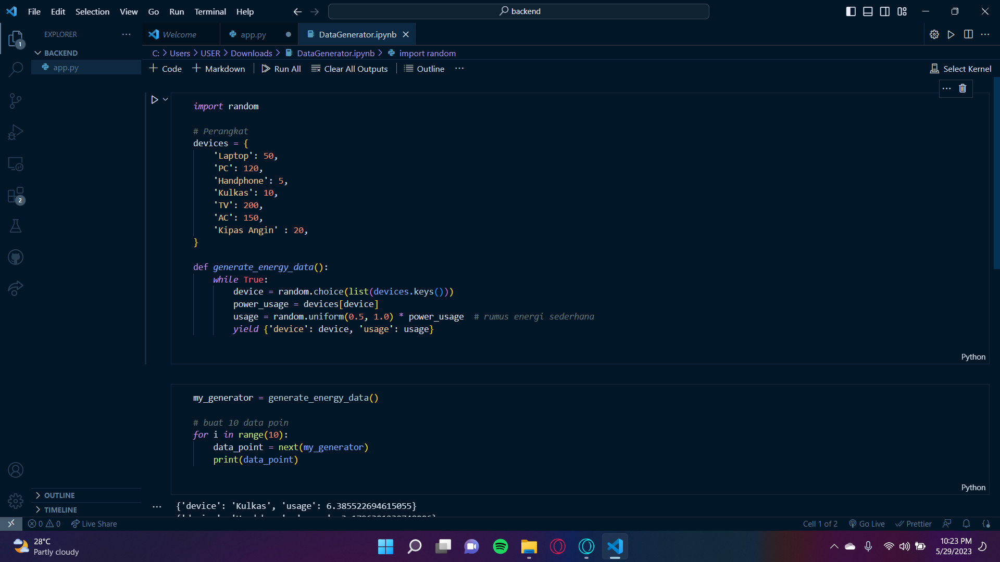 File Edit Selection View Go Run Terminal Help
backend
EXPLORER
1
BACKEND
app.py
2
OUTLINE
TIMELINE
Welcome
app.py
DataGenerator.ipynb
C: > Users > USER > Downloads > DataGenerator.ipynb > import random
+ Code + Markdown Run All Clear All Outputs Outline ...
Select Kernel
import random
# Perangkat
devices = {
    'Laptop': 50,
    'PC': 120,
    'Handphone': 5,
    'Kulkas': 10,
    'TV': 200,
    'AC': 150,
    'Kipas Angin' : 20,
}
def generate_energy_data():
    while True:
        device = random.choice(list(devices.keys()))
        power_usage = devices[device]
        usage = random.uniform(0.5, 1.0) * power_usage  # rumus energi sederhana
        yield {'device': device, 'usage': usage}
Python
my_generator = generate_energy_data()
# buat 10 data poin
for i in range(10):
    data_point = next(my_generator)
    print(data_point)
Python
{'device': 'Kulkas', 'usage': 6.385522694615055}
0 0 Live Share
Cell 1 of 2 Go Live Prettier
28°C
Partly cloudy
10:23 PM
5/29/2023